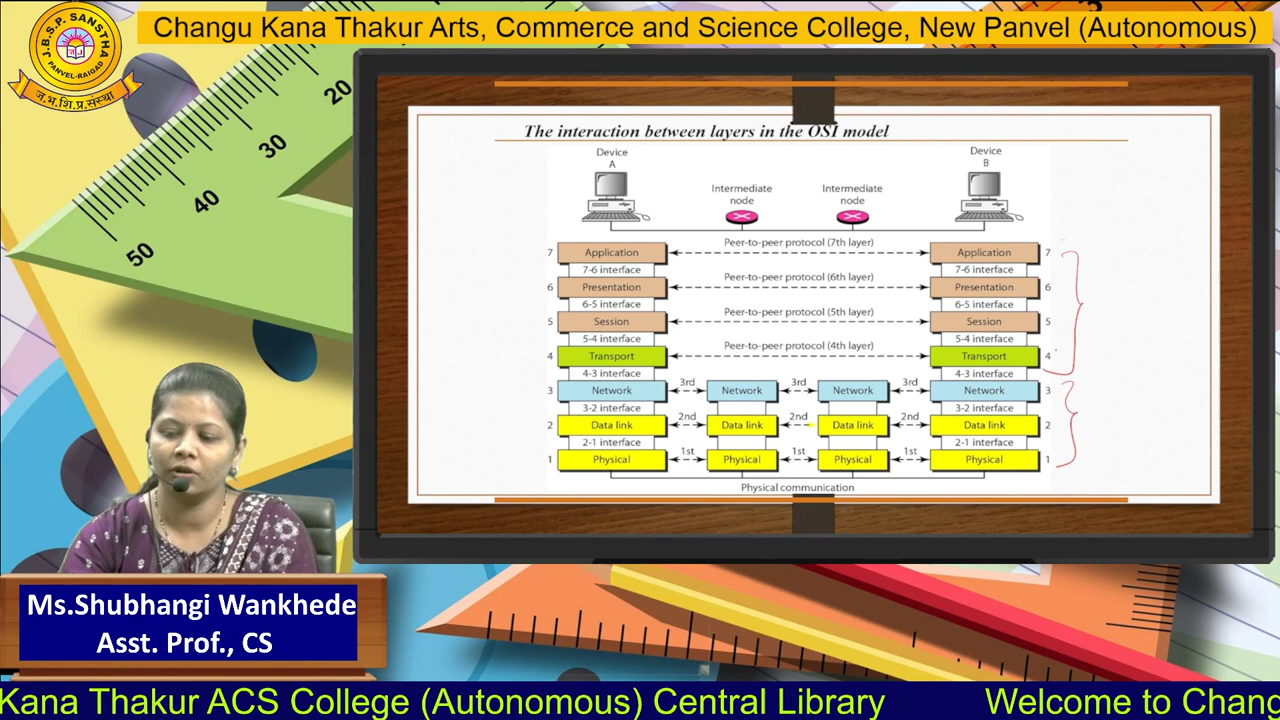 Changu Kana Thakur Arts, Commerce and Science College, New Panvel (Autonomous)
J.B.S.P. SANSTHA
PANVEL-RAIGAD
ज.भ.शि.प्र.संस्था
20
30
40
50
3
The interaction between layers in the OSI model
Device
A
Device
B
Intermediate
node
Intermediate
node
7 Application Peer-to-peer protocol (7th layer) Application 7
7-6 interface 7-6 interface
6 Presentation Peer-to-peer protocol (6th layer) Presentation 6
6-5 interface 6-5 interface
5 Session Peer-to-peer protocol (5th layer) Session 5
5-4 interface 5-4 interface
4 Transport Peer-to-peer protocol (4th layer) Transport 4
4-3 interface 4-3 interface
3 Network 3rd Network 3rd Network 3rd Network 3
3-2 interface 3-2 interface
2 Data link 2nd Data link 2nd Data link 2nd Data link 2
2-1 interface 2-1 interface
1 Physical 1st Physical 1st Physical 1st Physical 1
Physical communication
Ms.Shubhangi Wankhede
Asst. Prof., CS
Kana Thakur ACS College (Autonomous) Central Library Welcome to Chang